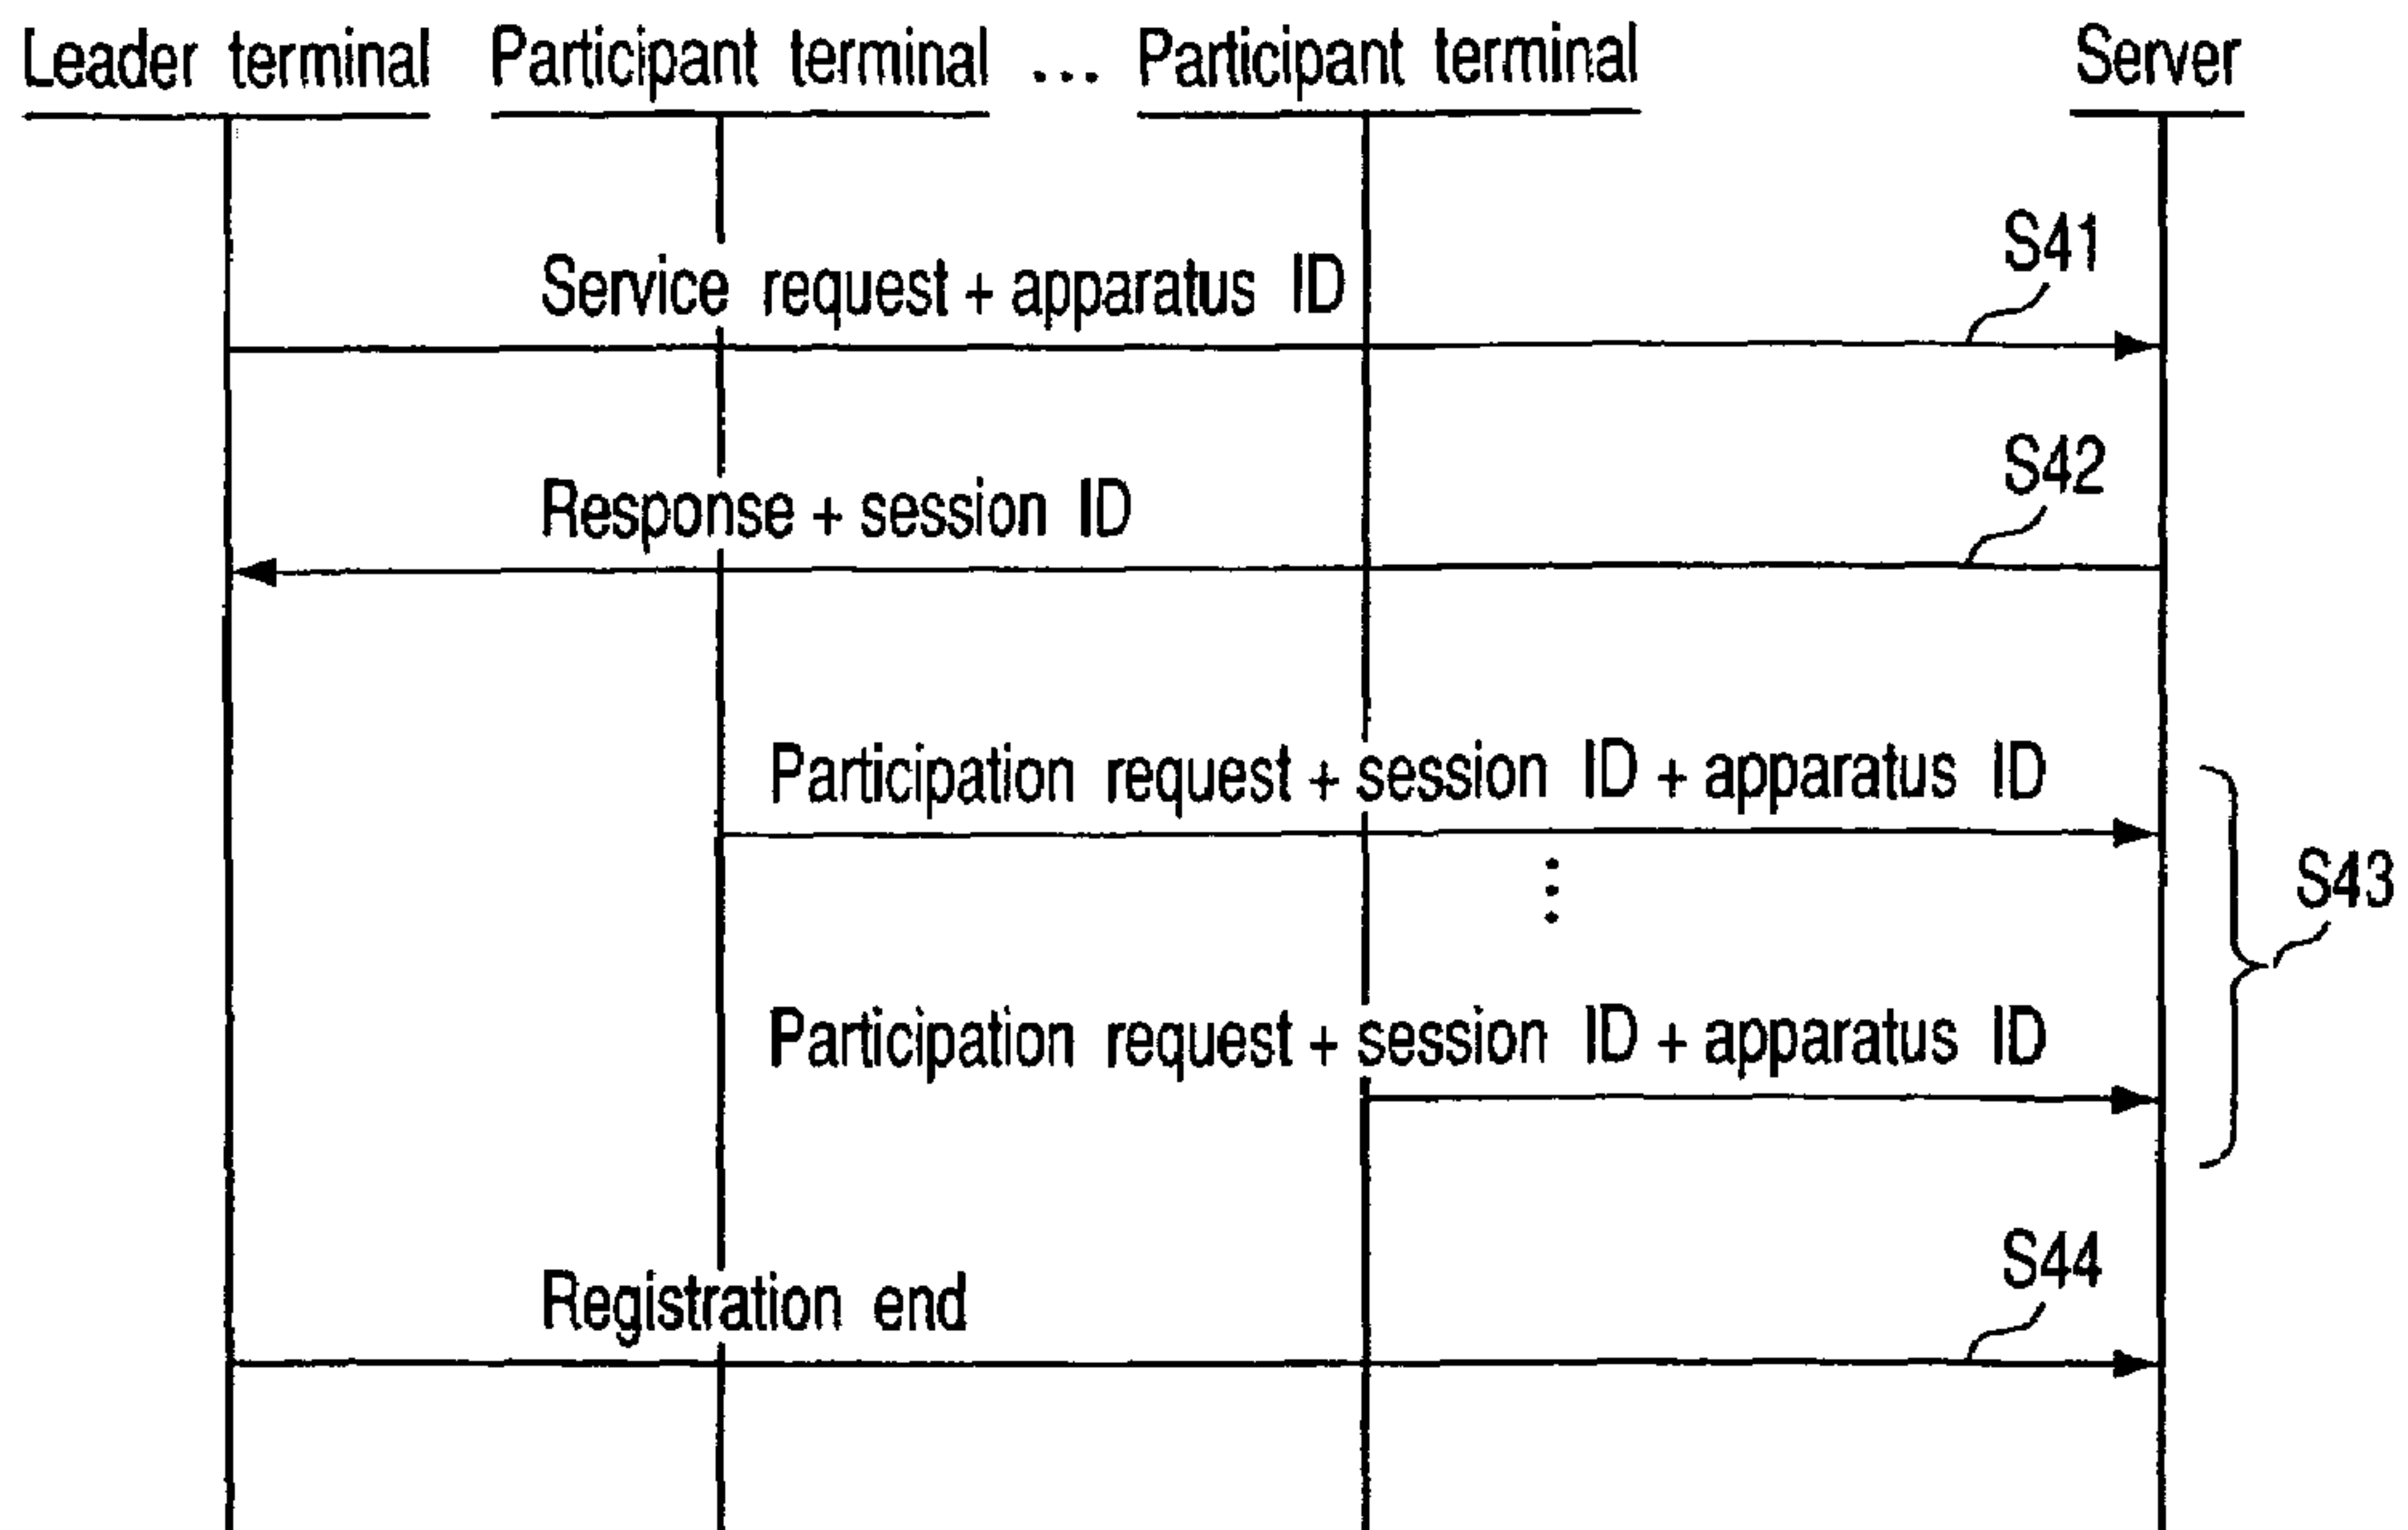 Leader terminal Participant terminal ... Participant terminal Server
S41
Service request + apparatus ID
S42
Response + session ID
Participation request + session ID + apparatus ID
S43
Participation request + session ID + apparatus ID
S44
Registration end